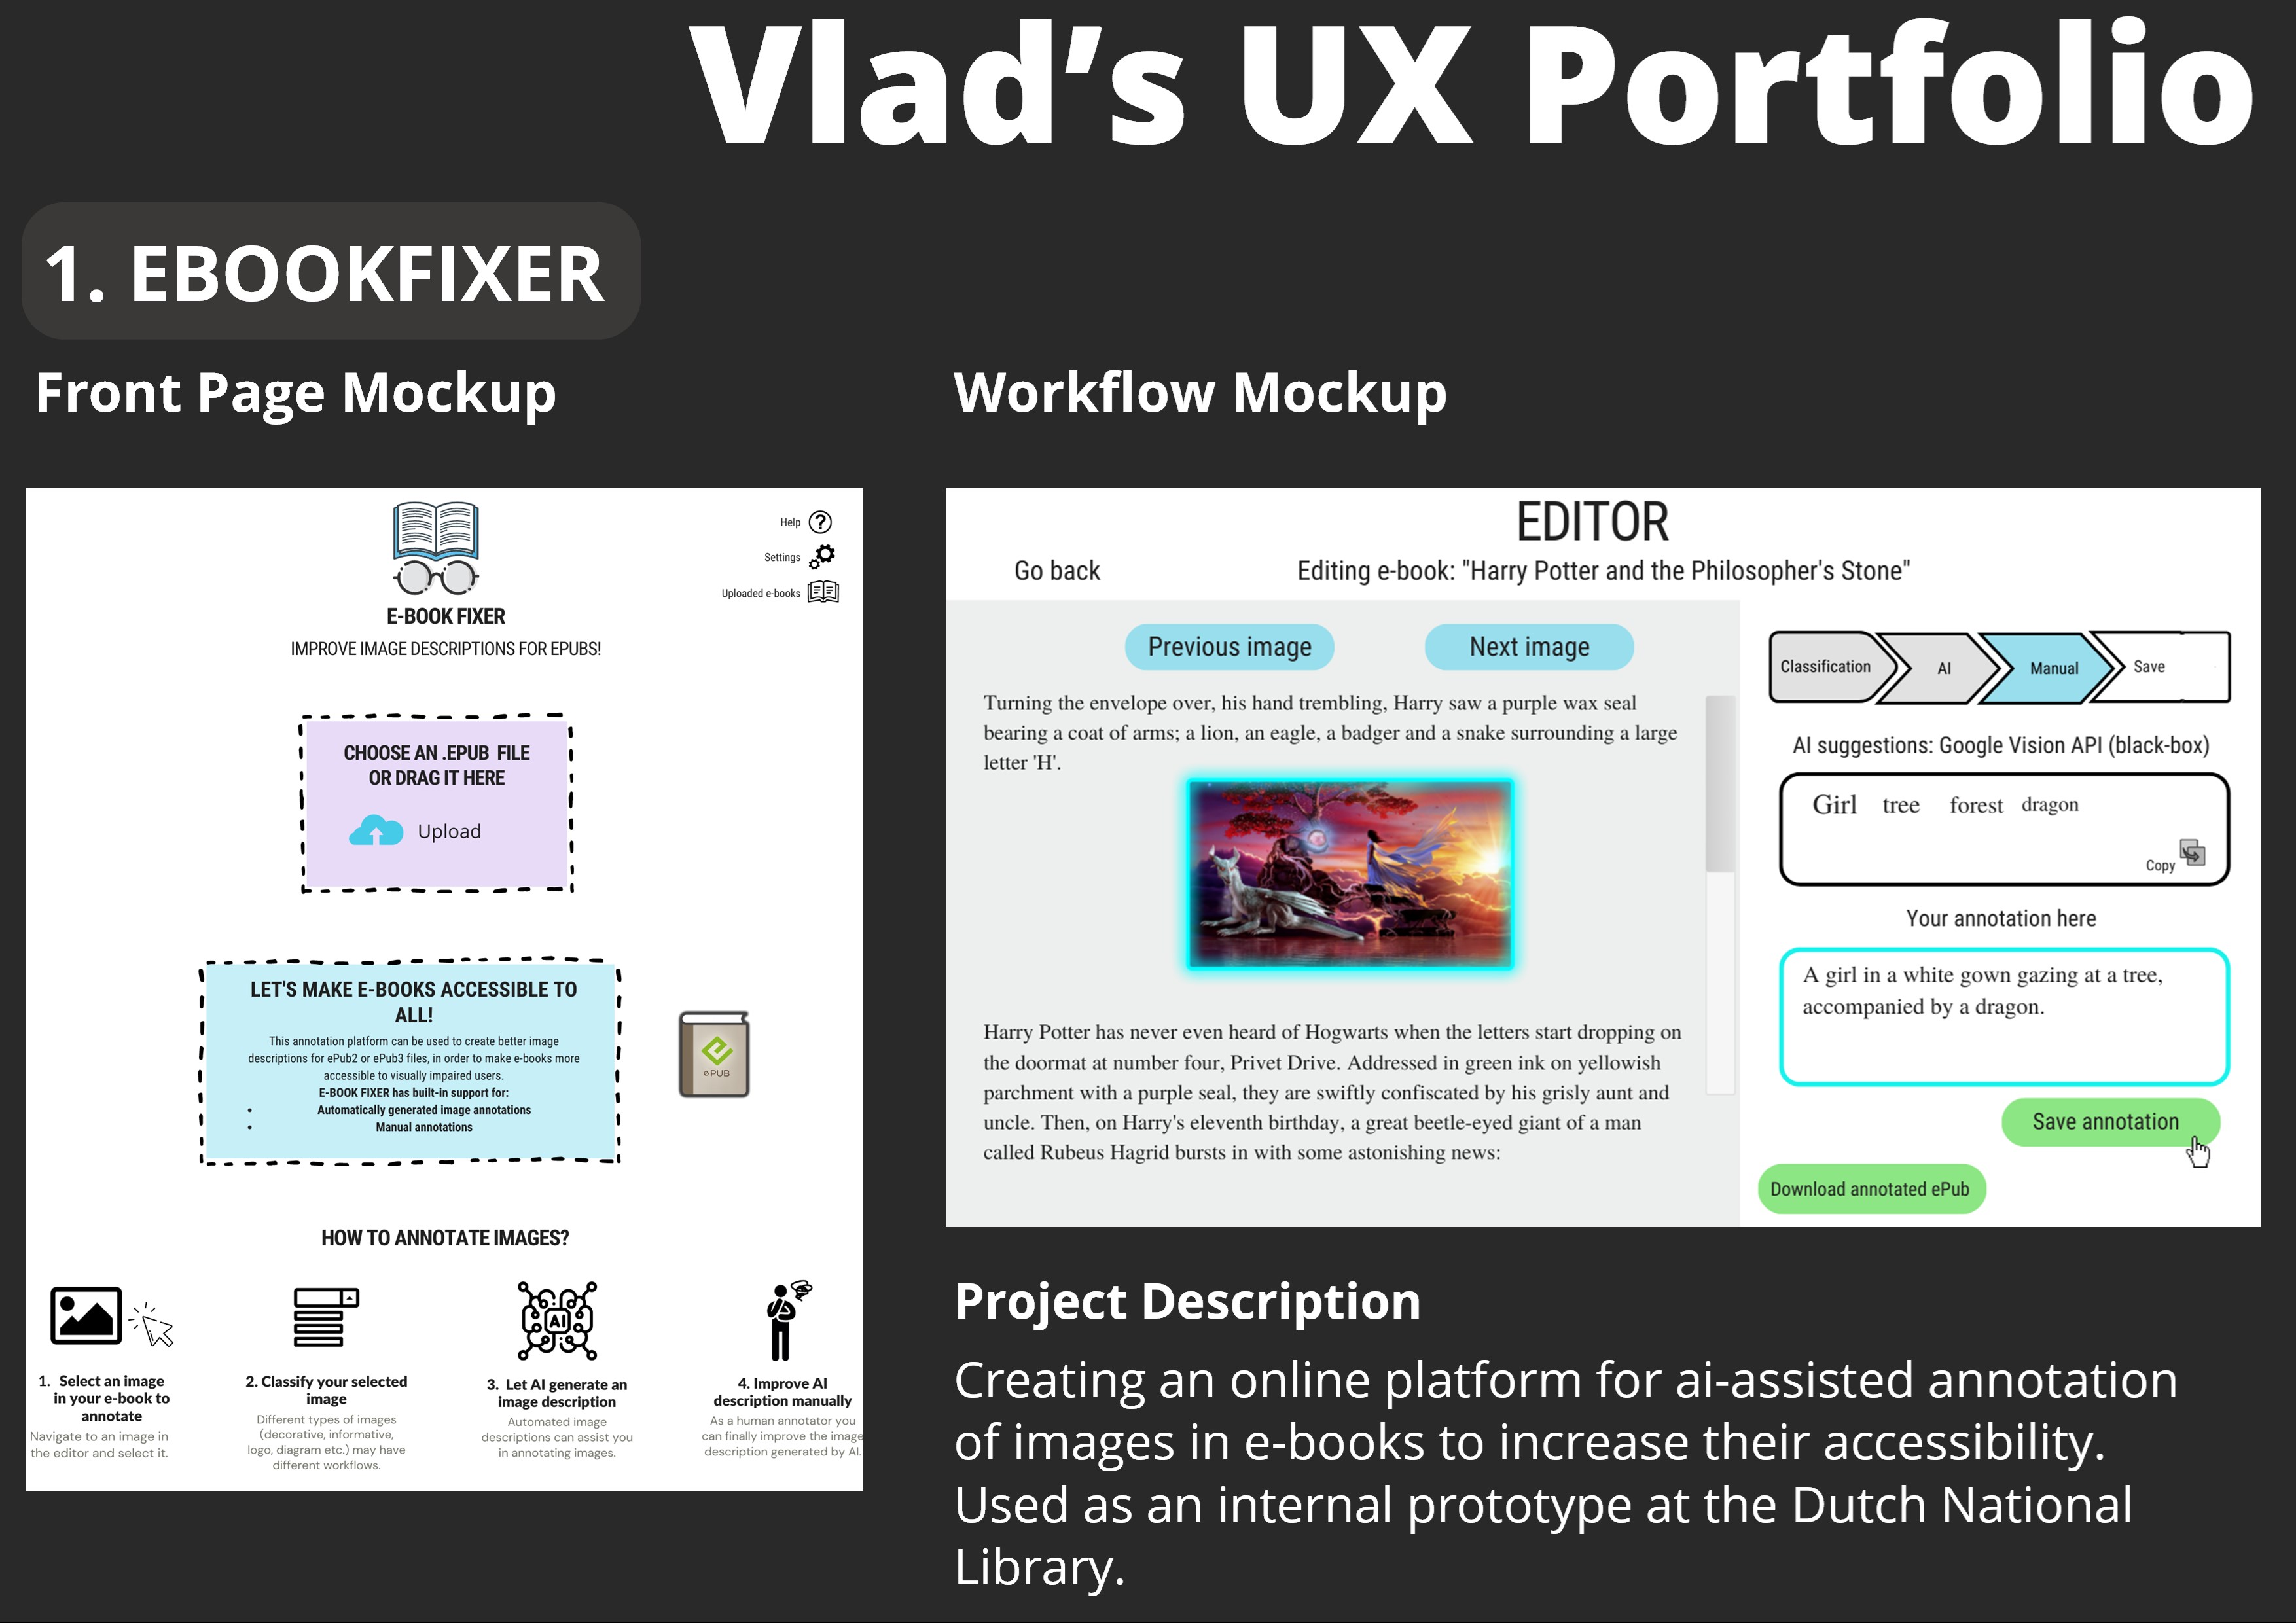 Vlad’s UX Portfolio
1. EBOOKFIXER
Front Page Mockup
Help
Settings
Uploaded e-books
E-BOOK FIXER
IMPROVE IMAGE DESCRIPTIONS FOR EPUBS!
CHOOSE AN .EPUB FILE
OR DRAG IT HERE
Upload
LET'S MAKE E-BOOKS ACCESSIBLE TO
ALL!
This annotation platform can be used to create better image
descriptions for ePub2 or ePub3 files, in order to make e-books more
accessible to visually impaired users.
E-BOOK FIXER has built-in support for:
• Automatically generated image annotations
• Manual annotations
ePUB
HOW TO ANNOTATE IMAGES?
1. Select an image
in your e-book to
annotate
Navigate to an image in
the editor and select it.
2. Classify your selected
image
Different types of images
(decorative, informative,
logo, diagram etc.) may have
different workflows.
AI
3. Let AI generate an
image description
Automated image
descriptions can assist you
in annotating images.
4. Improve AI
description manually
As a human annotator you
can finally improve the image
description generated by AI.
Workflow Mockup
EDITOR
Go back
Editing e-book: "Harry Potter and the Philosopher's Stone"
Previous image
Next image
Turning the envelope over, his hand trembling, Harry saw a purple wax seal
bearing a coat of arms; a lion, an eagle, a badger and a snake surrounding a large
letter 'H'.
Harry Potter has never even heard of Hogwarts when the letters start dropping on
the doormat at number four, Privet Drive. Addressed in green ink on yellowish
parchment with a purple seal, they are swiftly confiscated by his grisly aunt and
uncle. Then, on Harry's eleventh birthday, a great beetle-eyed giant of a man
called Rubeus Hagrid bursts in with some astonishing news:
Classification
AI
Manual
Save
AI suggestions: Google Vision API (black-box)
Girl tree forest dragon
Copy
Your annotation here
A girl in a white gown gazing at a tree,
accompanied by a dragon.
Save annotation
Download annotated ePub
Project Description
Creating an online platform for ai-assisted annotation
of images in e-books to increase their accessibility.
Used as an internal prototype at the Dutch National
Library.